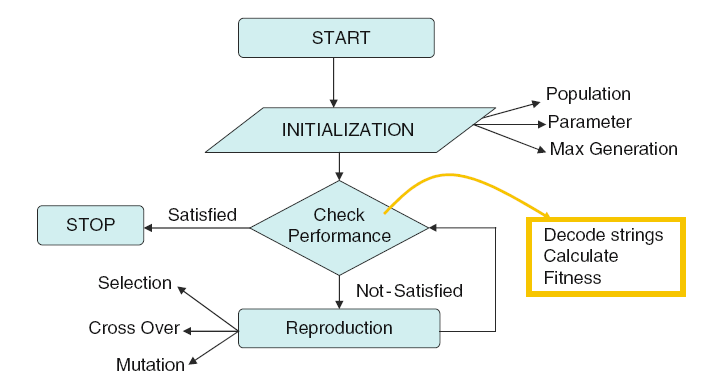 START
Population
INITIALIZATION
Parameter
Max Generation
Satisfied
Check
Performance
STOP
Decode strings
Calculate
Fitness
Selection
Not-Satisfied
Cross Over
Reproduction
Mutation